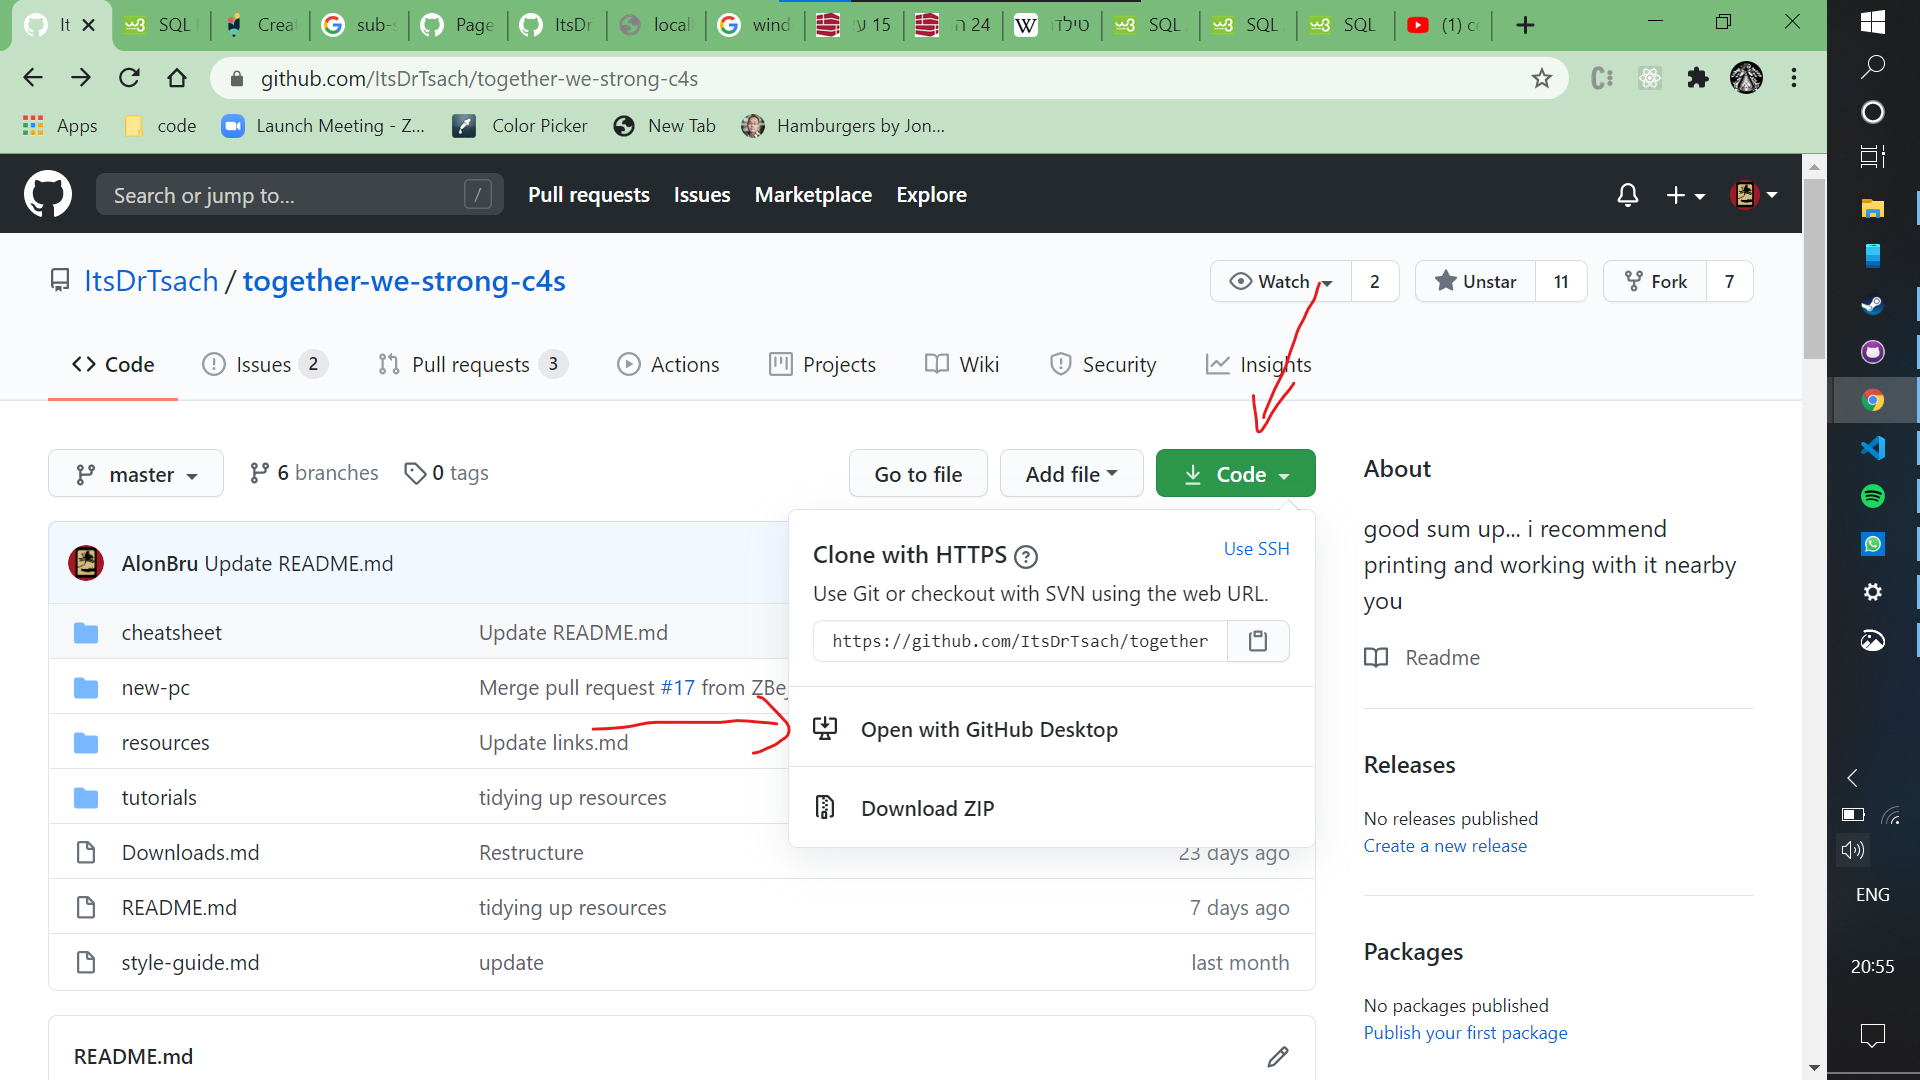 It
SQL
Creat
sub-s
Page
ItsDr
locall
wind
15 ע
24 ה
טילד
SQL
SQL
SQL
(1) c
github.com/ItsDrTsach/together-we-strong-c4s
Apps
code
Launch Meeting - Z...
Color Picker
New Tab
Hamburgers by Jon...
Search or jump to...
/
Pull requests
Issues
Marketplace
Explore
ItsDrTsach / together-we-strong-c4s
Watch 2
Unstar 11
Fork 7
Code
Issues 2
Pull requests 3
Actions
Projects
Wiki
Security
Insights
master
6 branches
0 tags
Go to file
Add file
Code
AlonBru Update README.md
cheatsheet Update README.md
new-pc Merge pull request #17 from ZBej
resources Update links.md
tutorials tidying up resources
Downloads.md Restructure 23 days ago
README.md tidying up resources 7 days ago
style-guide.md update last month
README.md
Clone with HTTPS
Use SSH
Use Git or checkout with SVN using the web URL.
https://github.com/ItsDrTsach/together
Open with GitHub Desktop
Download ZIP
About
good sum up... i recommend
printing and working with it nearby
you
Readme
Releases
No releases published
Create a new release
Packages
No packages published
Publish your first package
ENG
20:55